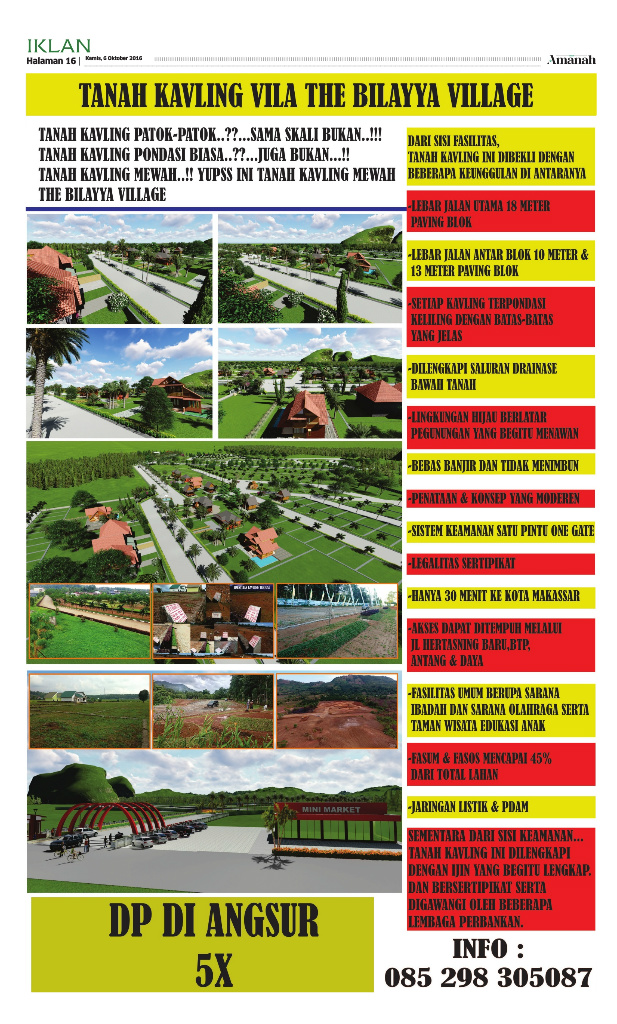 IKLAN
Halaman 16 | Kamis, 6 Oktober 2016
Amanah
TANAH KAVLING VILA THE BILAYYA VILLAGE
TANAH KAVLING PATOK-PATOK..??...SAMA SKALI BUKAN..!!!
TANAH KAVLING PONDASI BIASA..??...JUGA BUKAN...!!
TANAH KAVLING MEWAH..!! YUPSS INI TANAH KAVLING MEWAH
THE BILAYYA VILLAGE
DARI SISI FASILITAS,
TANAH KAVLING INI DIBEKLI DENGAN
BEBERAPA KEUNGGULAN DI ANTARANYA
-LEBAR JALAN UTAMA 18 METER
PAVING BLOK
-LEBAR JALAN ANTAR BLOK 10 METER &
13 METER PAVING BLOK
-SETIAP KAVLING TERPONDASI
KELILING DENGAN BATAS-BATAS
YANG JELAS
-DILENGKAPI SALURAN DRAINASE
BAWAH TANAH
-LINGKUNGAN HIJAU BERLATAR
PEGUNUNGAN YANG BEGITU MENAWAN
-BEBAS BANJIR DAN TIDAK MENIMBUN
-PENATAAN & KONSEP YANG MODEREN
-SISTEM KEAMANAN SATU PINTU ONE GATE
-LEGALITAS SERTIPIKAT
-HANYA 30 MENIT KE KOTA MAKASSAR
-AKSES DAPAT DITEMPUH MELALUI
JL HERTASNING BARU,BTP,
ANTANG & DAYA
-FASILITAS UMUM BERUPA SARANA
IBADAH DAN SARANA OLAHRAGA SERTA
TAMAN WISATA EDUKASI ANAK
-FASUM & FASOS MENCAPAI 45%
DARI TOTAL LAHAN
-JARINGAN LISTIK & PDAM
SEMENTARA DARI SISI KEAMANAN...
TANAH KAVLING INI DILENGKAPI
DENGAN IJIN YANG BEGITU LENGKAP.
DAN BERSERTIPIKAT SERTA
DIGAWANGI OLEH BEBERAPA
LEMBAGA PERBANKAN.
MINI MARKET
DP DI ANGSUR
5X
INFO :
085 298 305087